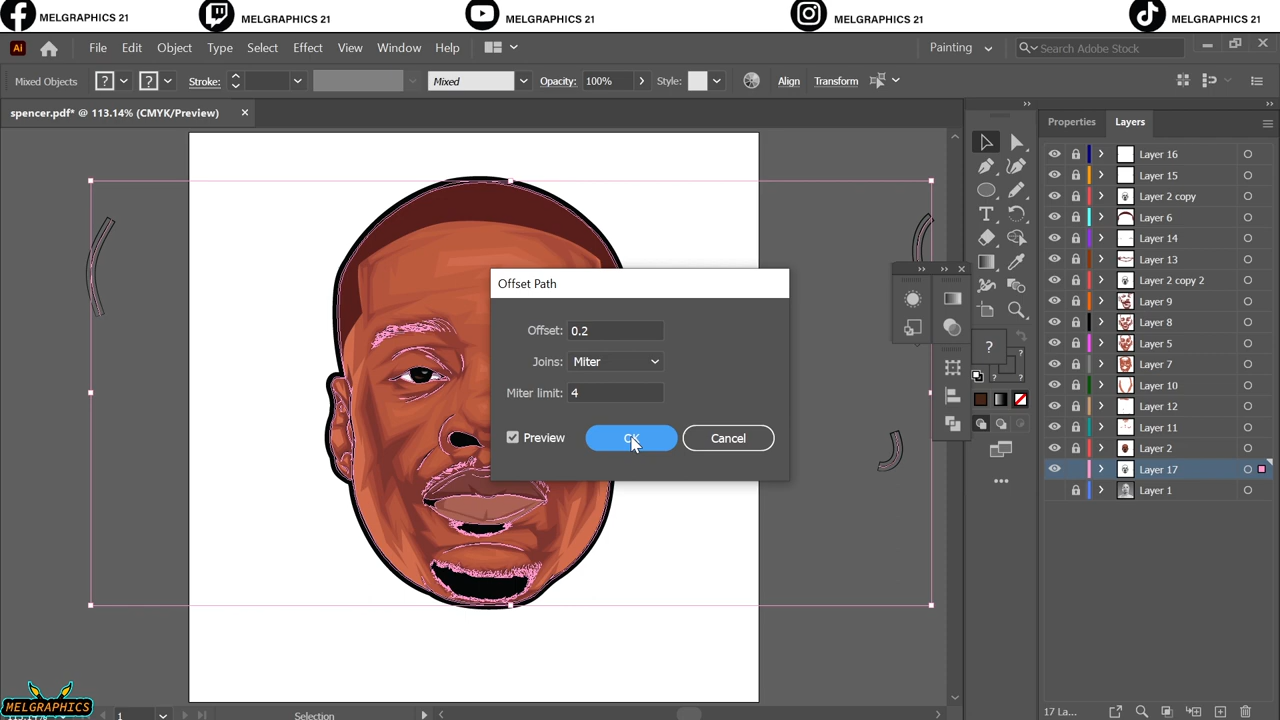 MELGRAPHICS 21 MELGRAPHICS 21 MELGRAPHICS 21 MELGRAPHICS 21 MELGRAPHICS 21
Ai File Edit Object Type Select Effect View Window Help Painting Search Adobe Stock
Mixed Objects ? ? Stroke: Mixed Opacity: 100% Style: Align Transform
spencer.pdf* @ 113.14% (CMYK/Preview)
Properties Layers
Layer 16
Layer 15
Layer 2 copy
Layer 6
Layer 14
Layer 13
Layer 2 copy 2
Layer 9
Layer 8
Layer 5
Layer 7
Layer 10
Layer 12
Layer 11
Layer 2
Layer 17
Layer 1
Offset Path
Offset: 0.2
Joins: Miter
Miter limit: 4
Preview OK Cancel
MELGRAPHICS
1 Selection 17 La...